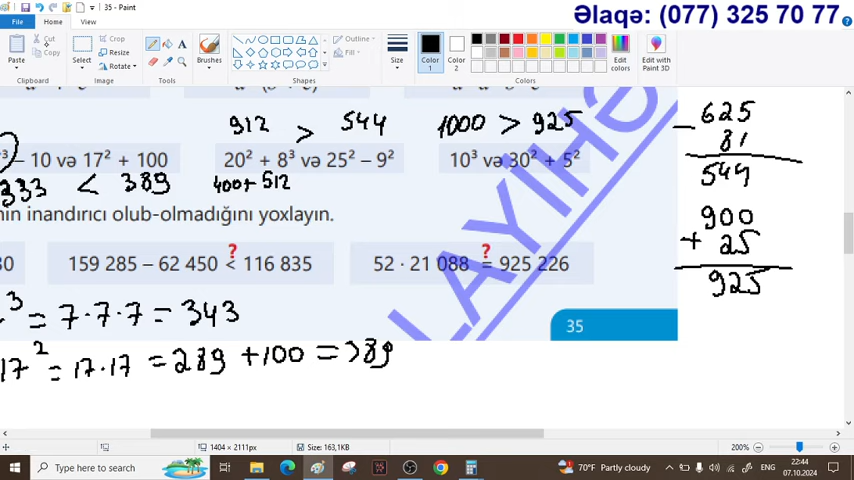 35 - Paint
Əlaqə: (077) 325 70 77
File Home View
Paste Cut Copy Clipboard
Select Crop Resize Rotate Image
Tools
Brushes
Shapes Outline Fill
Size
Color 1 Color 2
Colors
Edit colors
Edit with Paint 3D
912 > 544
1000 > 925
³ – 10 və 17² + 100
20² + 8³ və 25² – 9²
10³ və 30² + 5²
333 < 389
400+ 512
nin inandırıcı olub-olmadığını yoxlayın.
30
159 285 – 62 450 < 116 835
?
52 · 21 088 = 925 226
?
³ = 7·7·7 = 343
17² = 17·17 = 289 +100 = 389
35
LAYİHƏ
625
– 81
544
900
+ 25
925
1404 × 2111px
Size: 163,1KB
200%
Type here to search
70°F Partly cloudy
ENG
22:44
07.10.2024